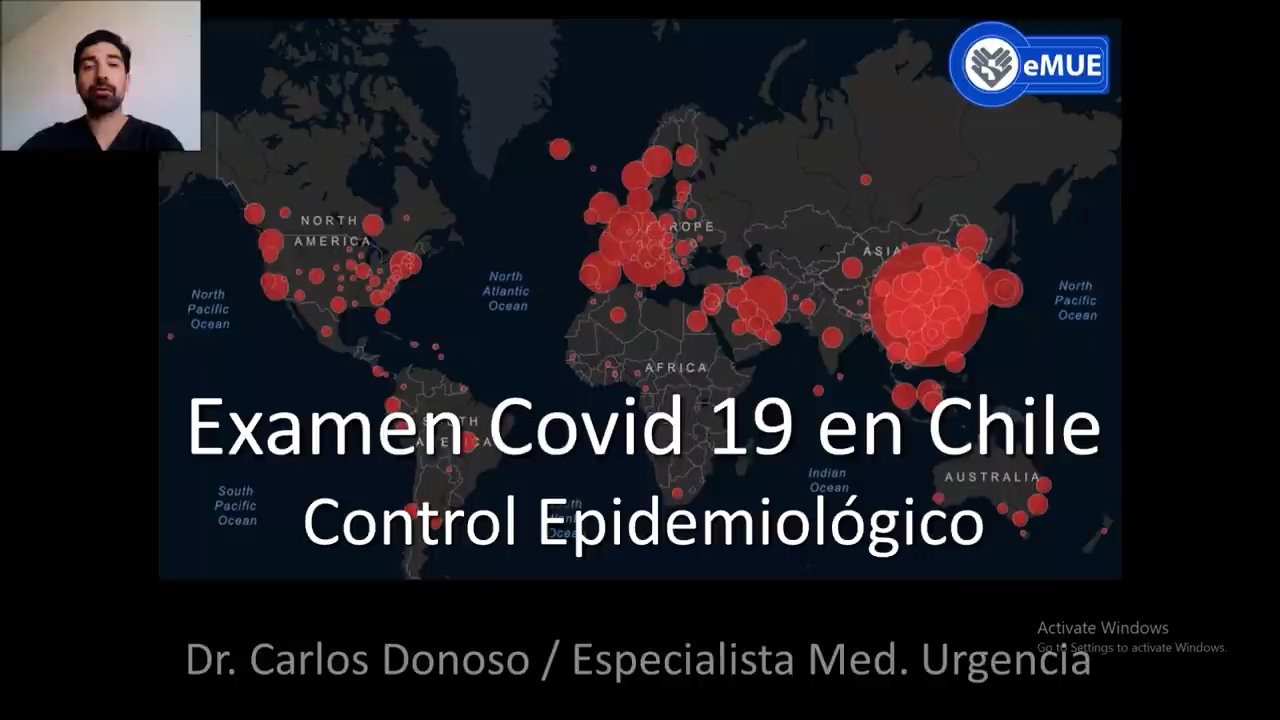 eMUE
NORTH
AMERICA
ROPE
ASIA
North
Atlantic
Ocean
North
Pacific
Ocean
North
Pacific
Ocean
AFRICA
Examen Covid 19 en Chile
Indian
Ocean
AUSTRALIA
South
Pacific
Ocean
Control Epidemiológico
Activate Windows
Go to Settings to activate Windows.
Dr. Carlos Donoso / Especialista Med. Urgencia